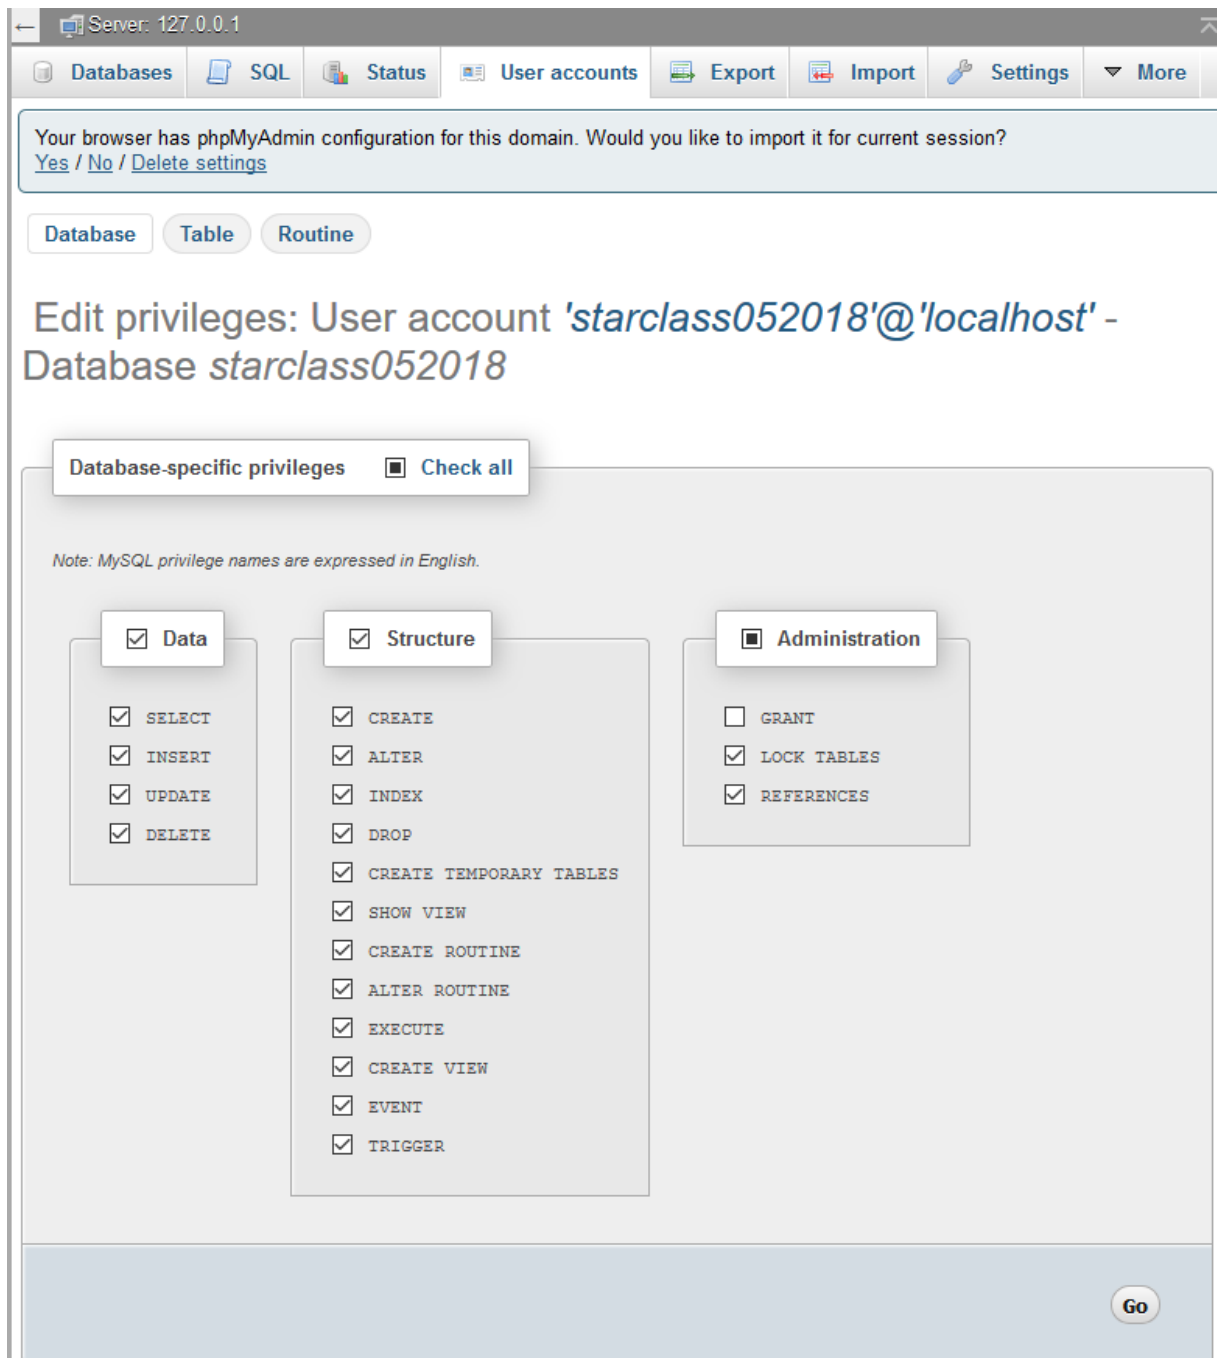 ← Server: 127.0.0.1
Databases SQL Status User accounts Export Import Settings More
Your browser has phpMyAdmin configuration for this domain. Would you like to import it for current session?
Yes / No / Delete settings
Database Table Routine
Edit privileges: User account 'starclass052018'@'localhost' -
Database starclass052018
Database-specific privileges Check all
Note: MySQL privilege names are expressed in English.
Data
SELECT
INSERT
UPDATE
DELETE
Structure
CREATE
ALTER
INDEX
DROP
CREATE TEMPORARY TABLES
SHOW VIEW
CREATE ROUTINE
ALTER ROUTINE
EXECUTE
CREATE VIEW
EVENT
TRIGGER
Administration
GRANT
LOCK TABLES
REFERENCES
Go